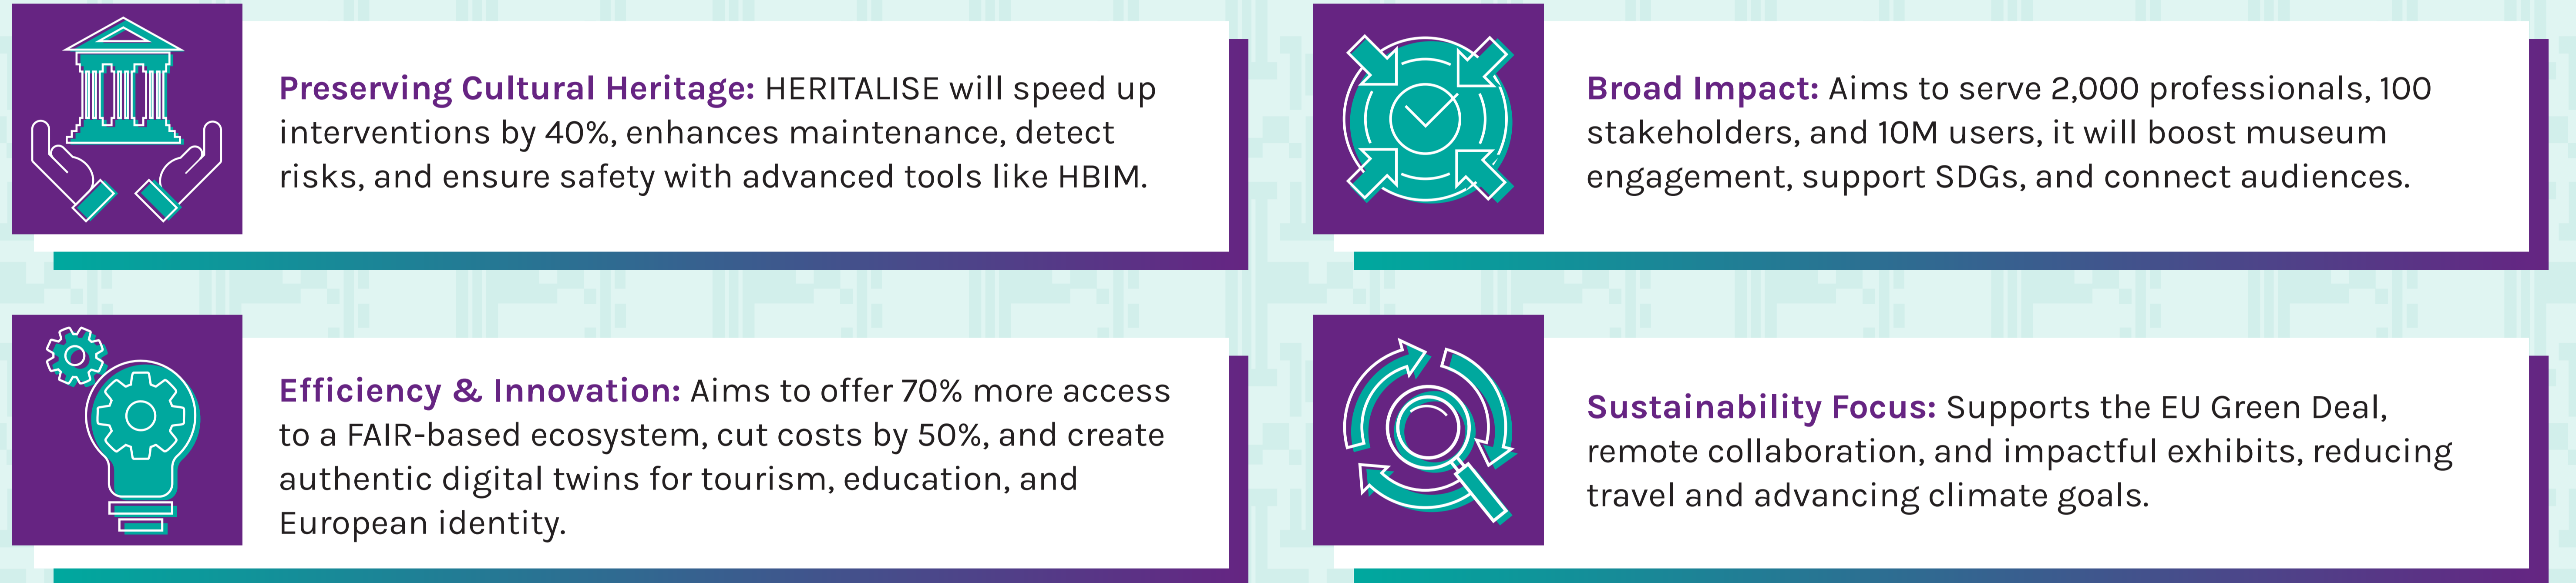 Preserving Cultural Heritage: HERITALISE will speed up
interventions by 40%, enhances maintenance, detect
risks, and ensure safety with advanced tools like HBIM.
Broad Impact: Aims to serve 2,000 professionals, 100
stakeholders, and 10M users, it will boost museum
engagement, support SDGs, and connect audiences.
Efficiency & Innovation: Aims to offer 70% more access
to a FAIR-based ecosystem, cut costs by 50%, and create
authentic digital twins for tourism, education, and
European identity.
Sustainability Focus: Supports the EU Green Deal,
remote collaboration, and impactful exhibits, reducing
travel and advancing climate goals.